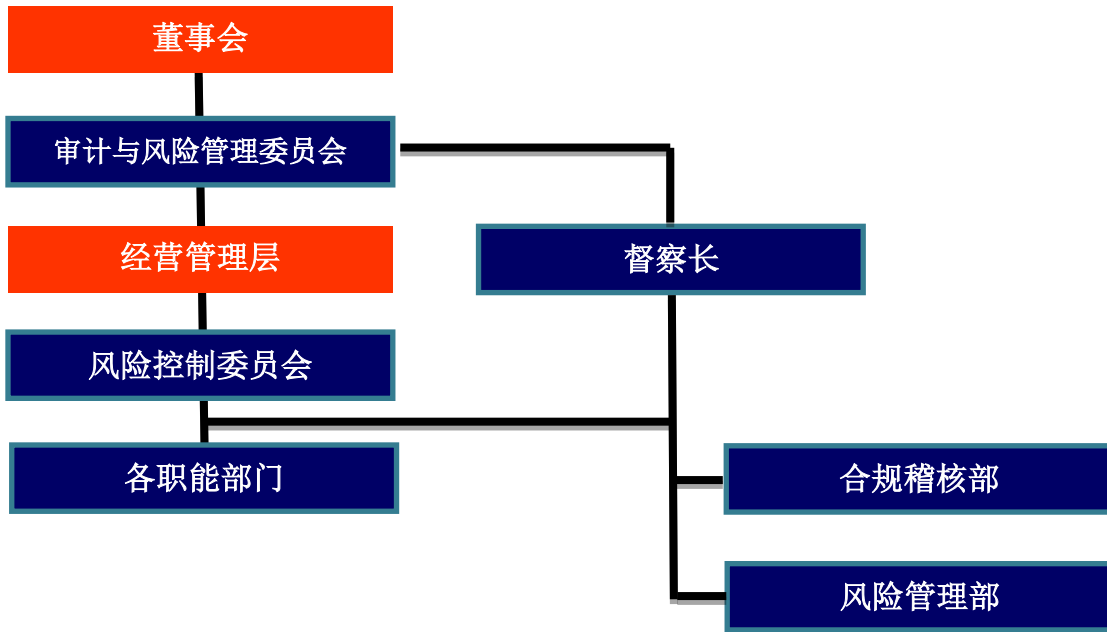 董事会
审计与风险管理委员会
经营管理层
督察长
风险控制委员会
各职能部门
合规稽核部
风险管理部